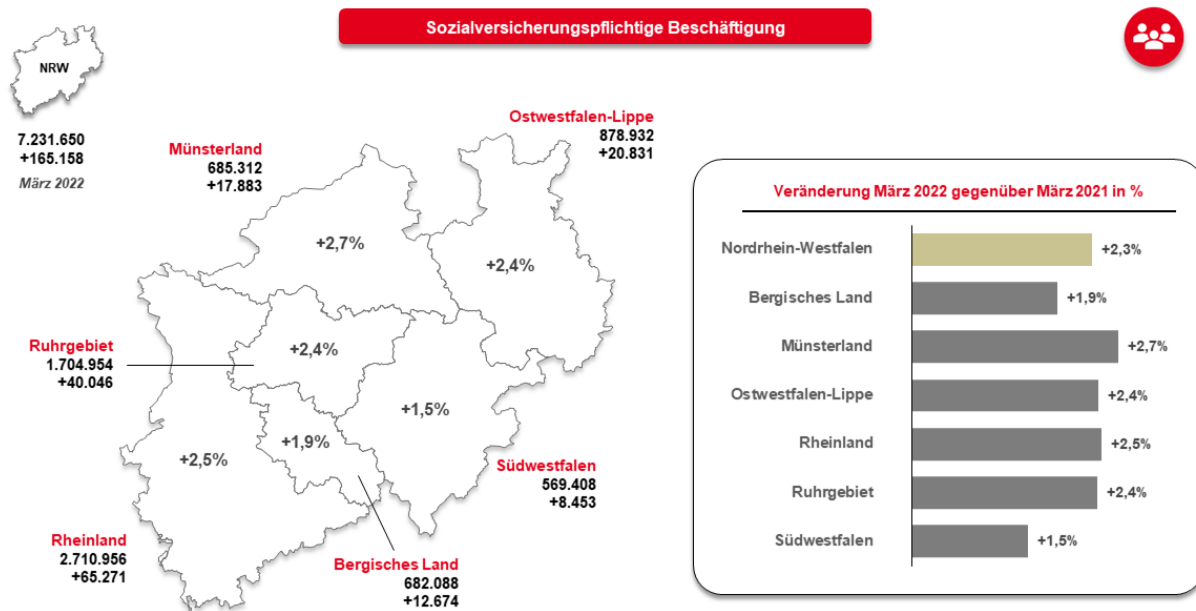 Sozialversicherungspflichtige Beschäftigung
NRW
7.231.650
+165.158
März 2022
Münsterland
685.312
+17.883
Ostwestfalen-Lippe
878.932
+20.831
+2,7%
+2,4%
Ruhrgebiet
1.704.954
+40.046
+2,4%
+1,5%
+1,9%
+2,5%
Südwestfalen
569.408
+8.453
Rheinland
2.710.956
+65.271
Bergisches Land
682.088
+12.674
Veränderung März 2022 gegenüber März 2021 in %
Nordrhein-Westfalen +2,3%
Bergisches Land +1,9%
Münsterland +2,7%
Ostwestfalen-Lippe +2,4%
Rheinland +2,5%
Ruhrgebiet +2,4%
Südwestfalen +1,5%